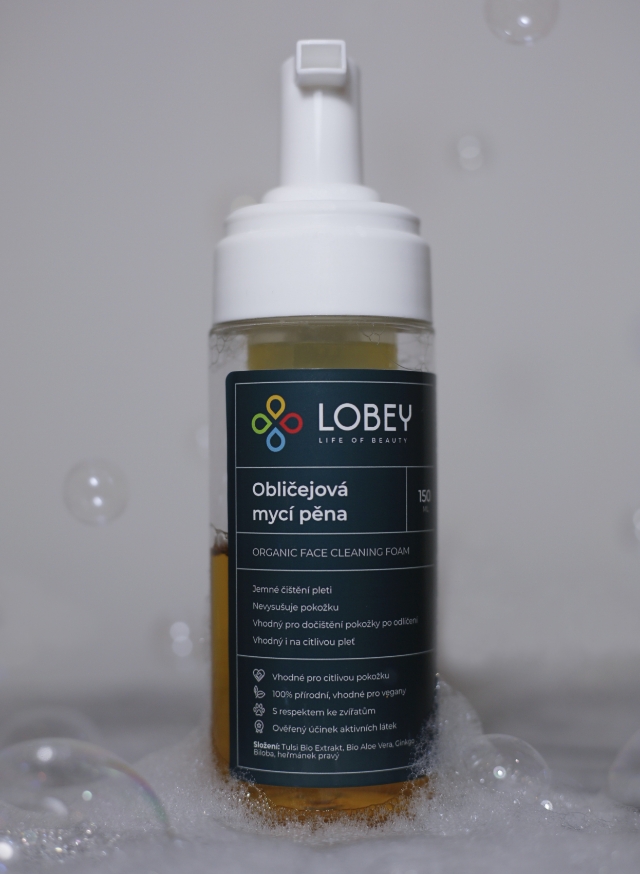 LOBEY
LIFE OF BEAUTY
Obličejová
mycí pěna
150
ML
ORGANIC FACE CLEANING FOAM
Jemné čištění pleti
Nevysušuje pokožku
Vhodný pro dočištění pokožky po odlíčení
Vhodný i na citlivou pleť
Vhodné pro citlivou pokožku
100% přírodní, vhodné pro vegany
S respektem ke zvířatům
Ověřený účinek aktivních látek
Složení: Tulsi Bio Extrakt, Bio Aloe Vera, Ginkgo
Biloba, heřmánek pravý